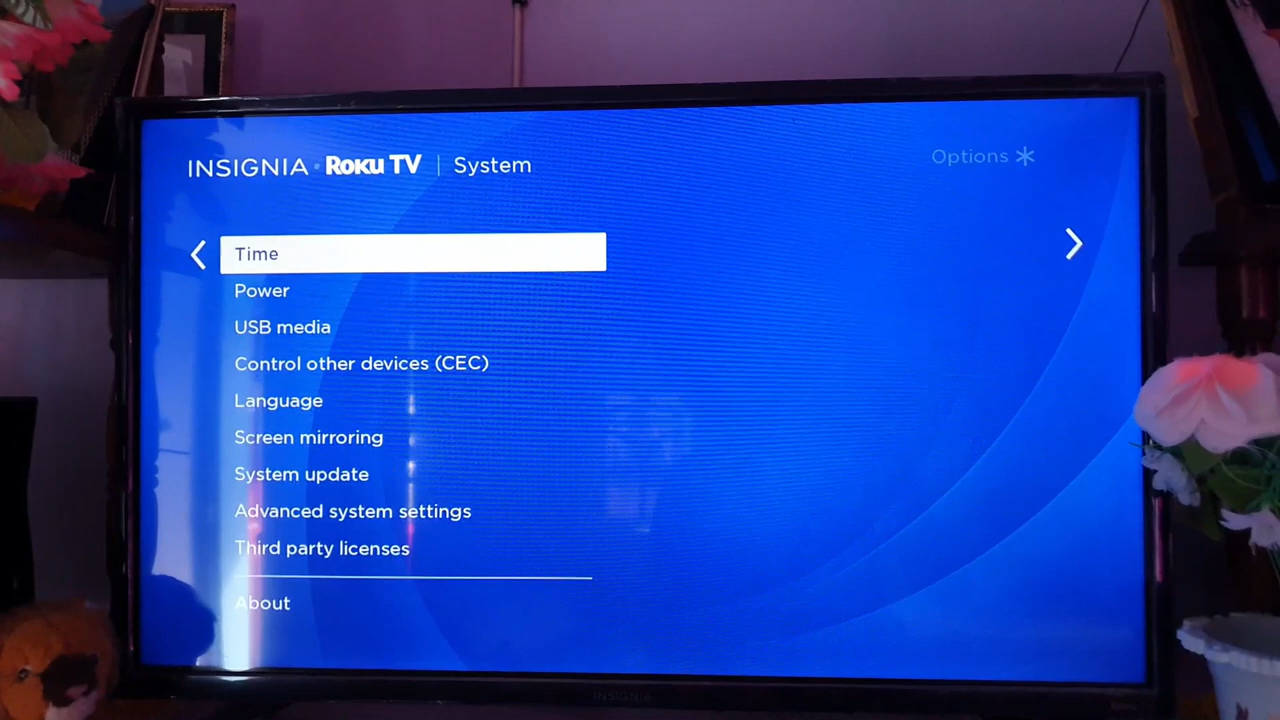 INSIGNIA • Roku TV | System
Options *
Time
Power
USB media
Control other devices (CEC)
Language
Screen mirroring
System update
Advanced system settings
Third party licenses
About
INSIGNIA